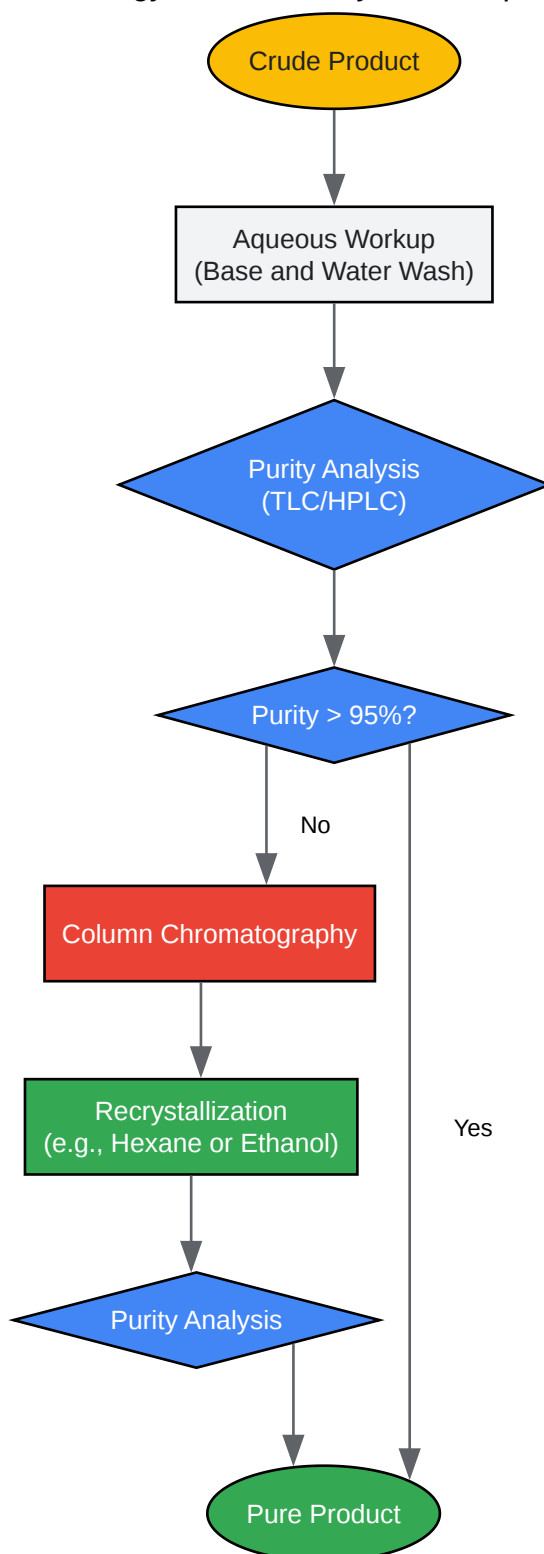 Crude Product
Aqueous Workup
(Base and Water Wash)
Purity Analysis
(TLC/HPLC)
Purity > 95%?
No
Column Chromatography
Recrystallization
(e.g., Hexane or Ethanol)
Yes
Purity Analysis
Pure Product